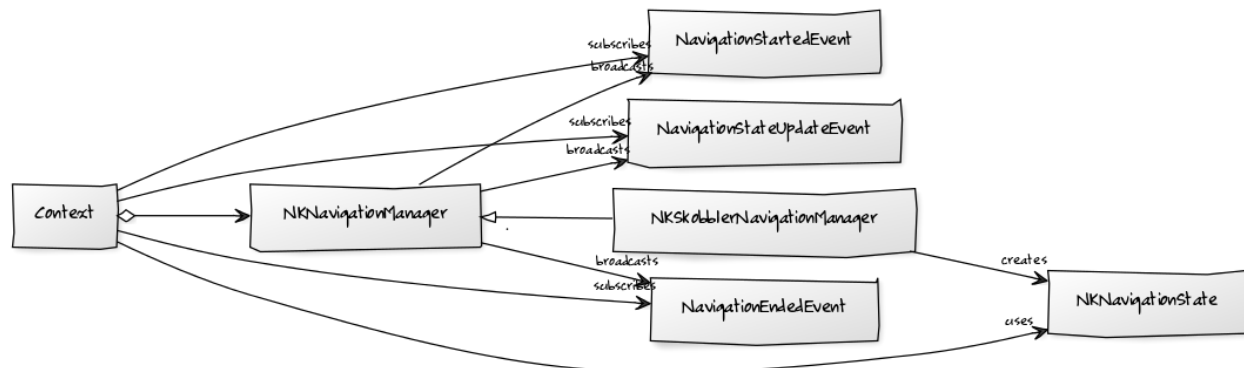 NavigationStartedEvent
subscribes
broadcasts
NavigationStateUpdateEvent
subscribes
broadcasts
Context
NKNavigationManager
NKSkobblerNavigationManager
broadcasts
creates
subscribes
NavigationEndedEvent
NKNavigationState
uses